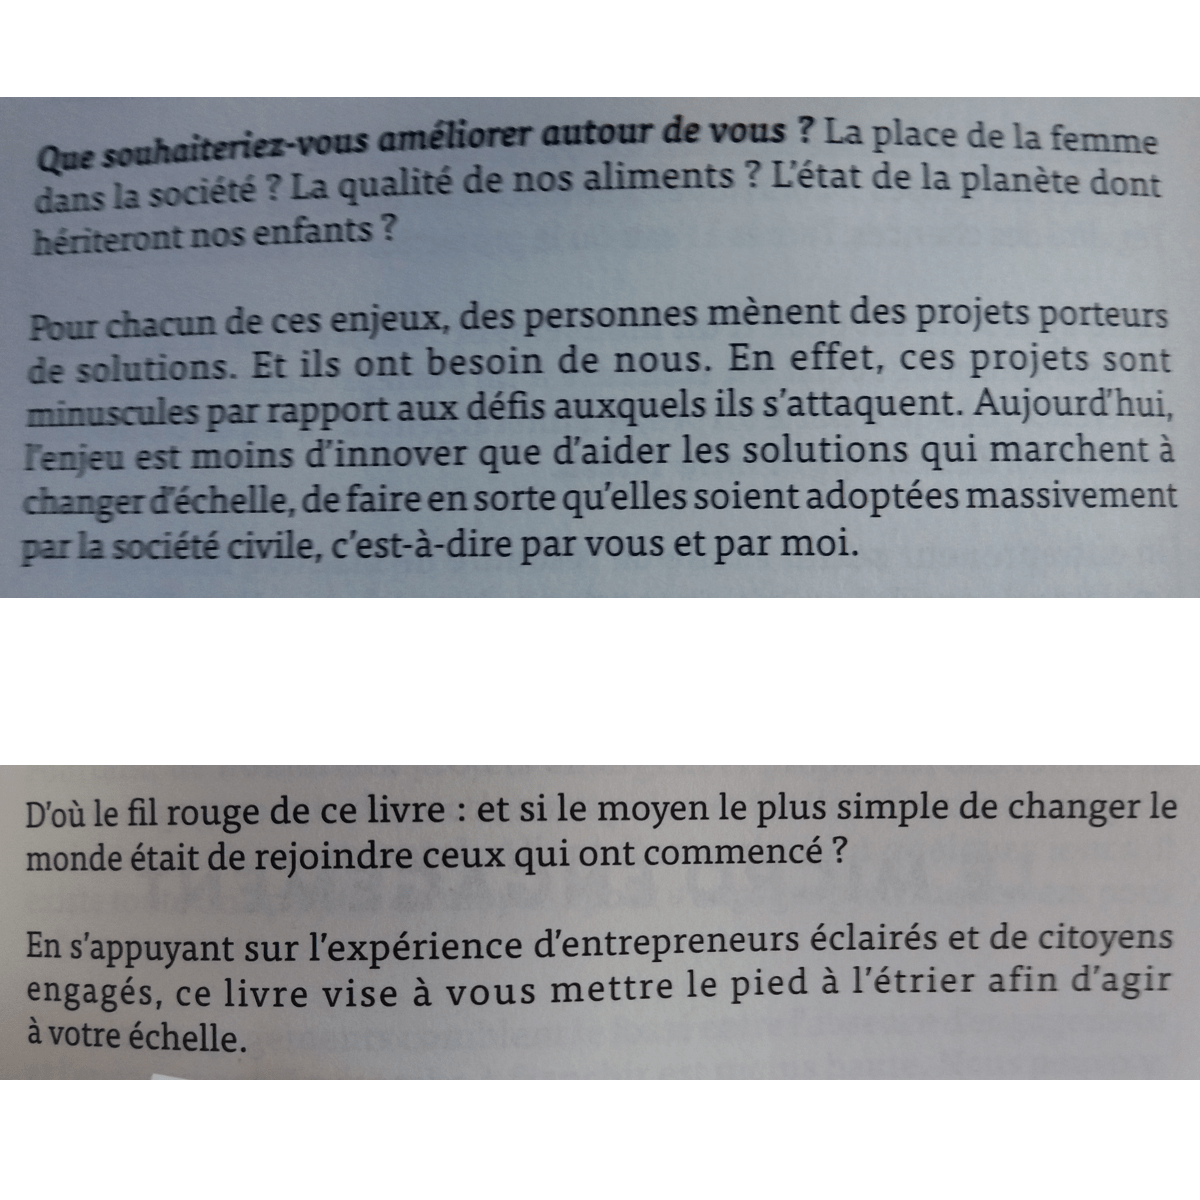 Que souhaiteriez-vous améliorer autour de vous ? La place de la femme
dans la société ? La qualité de nos aliments ? L'état de la planète dont
hériteront nos enfants ?
Pour chacun de ces enjeux, des personnes mènent des projets porteurs
de solutions. Et ils ont besoin de nous. En effet, ces projets sont
minuscules par rapport aux défis auxquels ils s'attaquent. Aujourd'hui,
l'enjeu est moins d'innover que d'aider les solutions qui marchent à
changer d'échelle, de faire en sorte qu'elles soient adoptées massivement
par la société civile, c'est-à-dire par vous et par moi.
D'où le fil rouge de ce livre : et si le moyen le plus simple de changer le
monde était de rejoindre ceux qui ont commencé ?
En s'appuyant sur l'expérience d'entrepreneurs éclairés et de citoyens
engagés, ce livre vise à vous mettre le pied à l'étrier afin d'agir
à votre échelle.